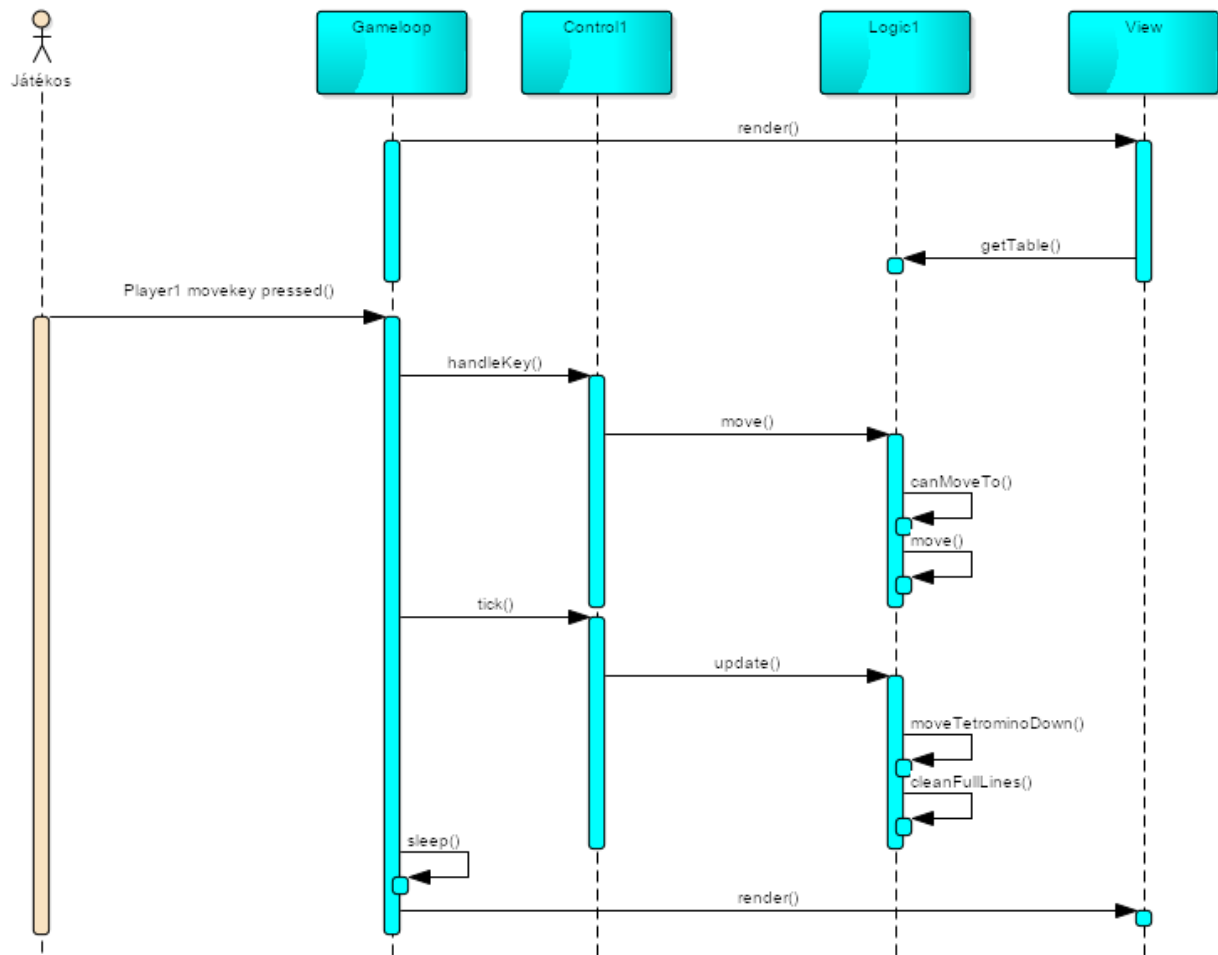 Játékos
Gameloop
Control1
Logic1
View
render()
getTable()
Player1 movekey pressed()
handleKey()
move()
canMoveTo()
move()
tick()
update()
moveTetrominoDown()
cleanFullLines()
sleep()
render()